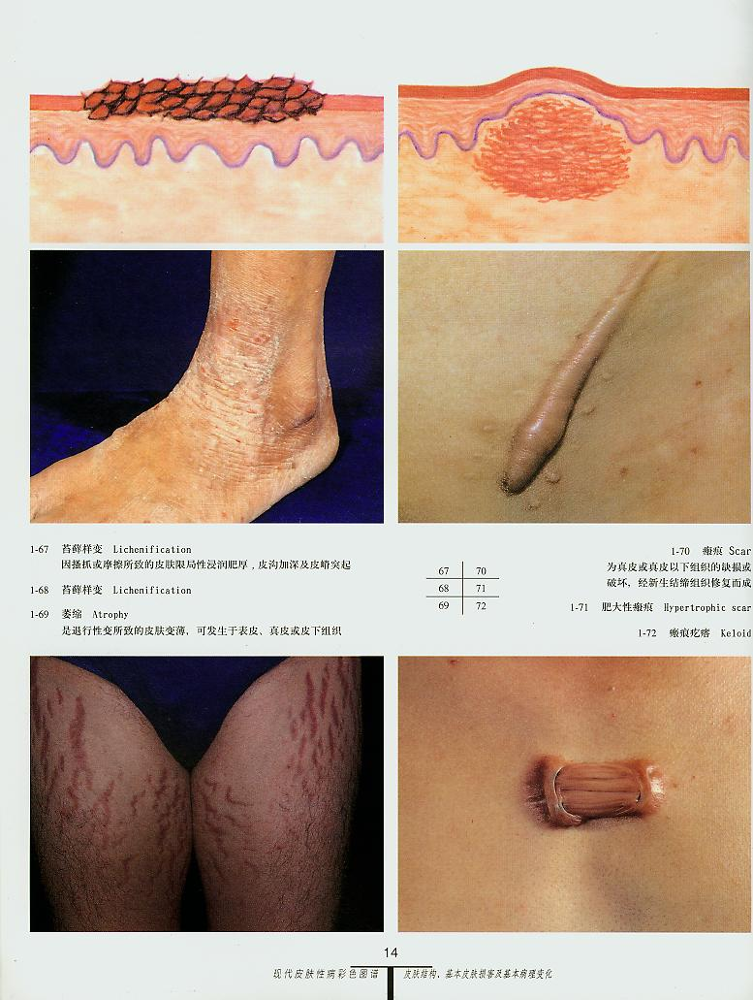 1-67 苔藓样变 Lichenification
因搔抓或摩擦所致的皮肤限局性浸润肥厚，皮沟加深及皮嵴突起
1-68 苔藓样变 Lichenification
1-69 萎缩 Atrophy
是退行性变所致的皮肤变薄，可发生于表皮、真皮或皮下组织
67 70
68 71
69 72
1-70 瘢痕 Scar
为真皮或真皮以下组织的缺损或
破坏，经新生结缔组织修复而成
1-71 肥大性瘢痕 Hypertrophic scar
1-72 瘢痕疙瘩 Keloid
14
现代皮肤性病彩色图谱
皮肤结构、基本皮肤损害及基本病理变化